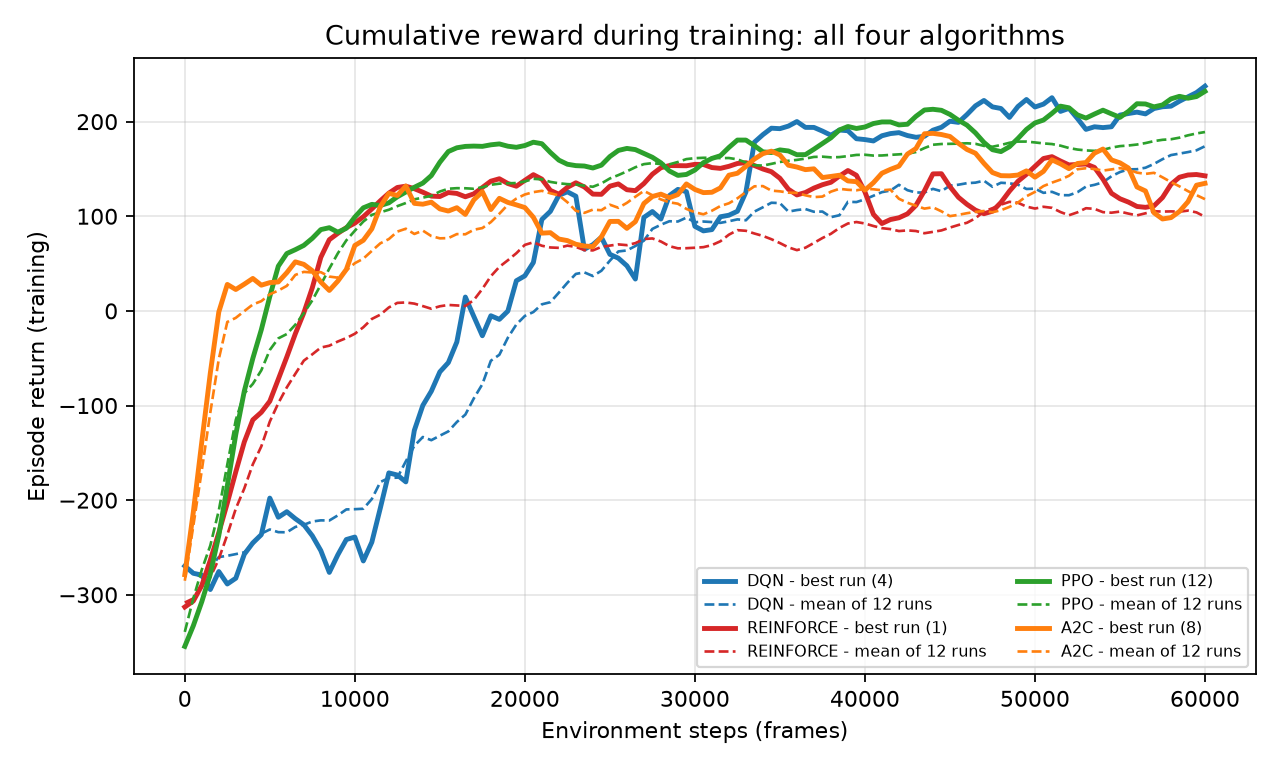 Cumulative reward during training: all four algorithms
Episode return (training)
200
100
0
−100
−200
−300
0
10000
20000
30000
40000
50000
60000
Environment steps (frames)
DQN - best run (4)
DQN - mean of 12 runs
REINFORCE - best run (1)
REINFORCE - mean of 12 runs
PPO - best run (12)
PPO - mean of 12 runs
A2C - best run (8)
A2C - mean of 12 runs